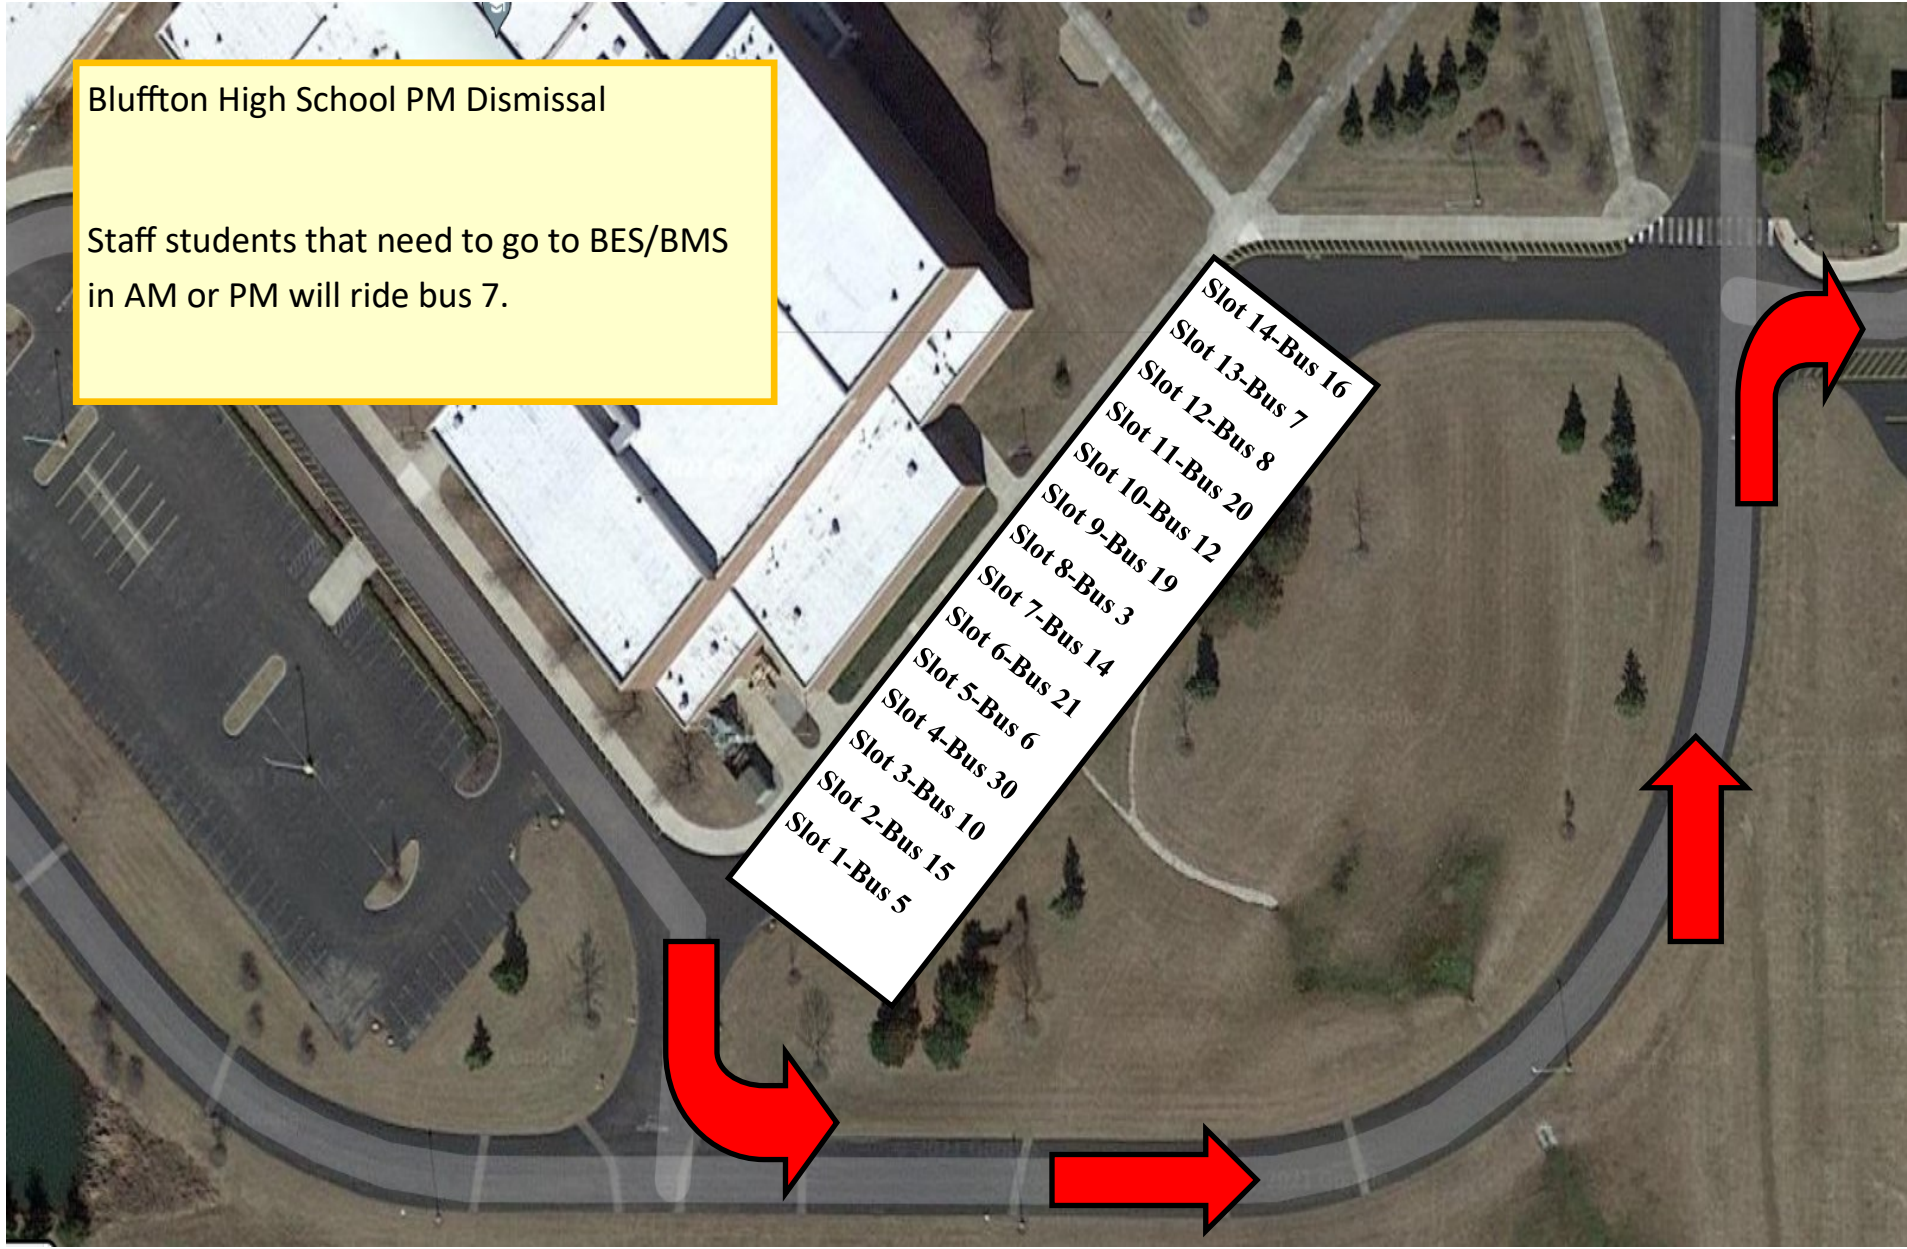 Bluffton High School PM Dismissal
Staff students that need to go to BES/BMS
in AM or PM will ride bus 7.
Slot 14-Bus 16
Slot 13-Bus 7
Slot 12-Bus 8
Slot 11-Bus 20
Slot 10-Bus 12
Slot 9-Bus 19
Slot 8-Bus 3
Slot 7-Bus 14
Slot 6-Bus 21
Slot 5-Bus 6
Slot 4-Bus 30
Slot 3-Bus 10
Slot 2-Bus 15
Slot 1-Bus 5